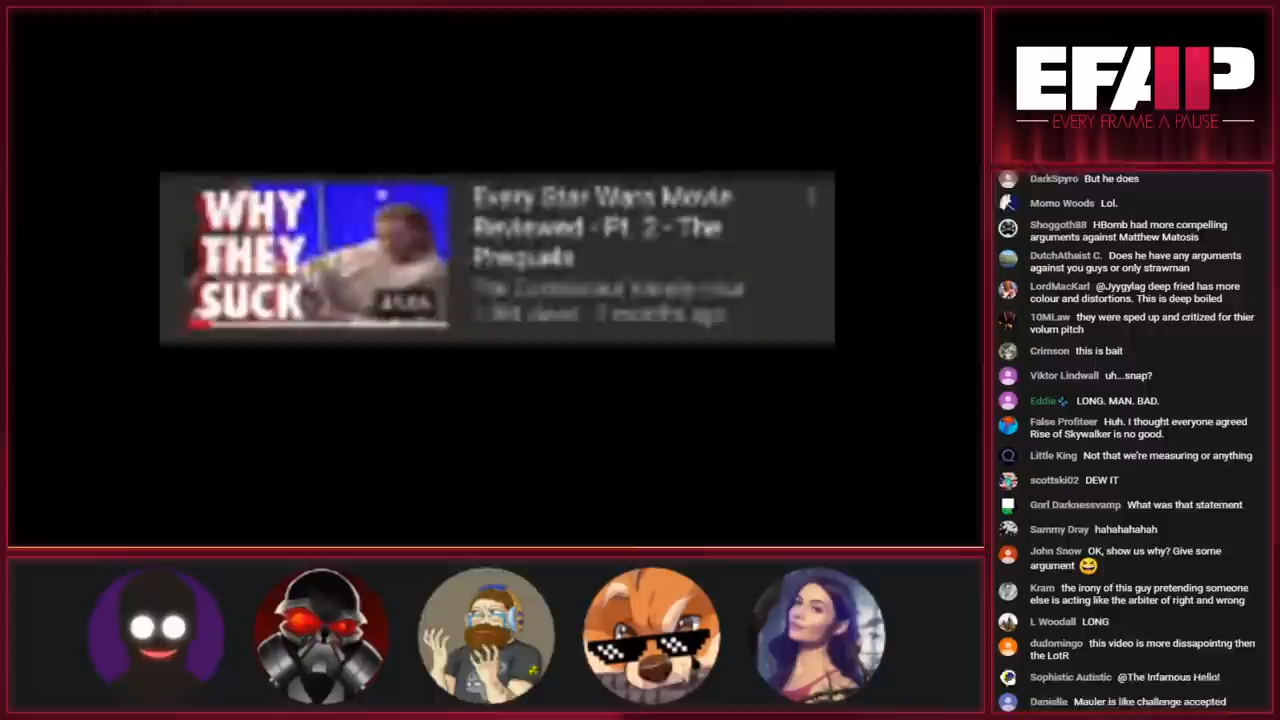 WHY
THEY
SUCK
Every Star Wars Movie
Reviewed - Pt. 2 - The
Prequels
months ago
EFAP
EVERY FRAME A PAUSE
DarkSpyro But he does
Momo Woods Lol.
Shoggoth88 HBomb had more compelling
arguments against Matthew Matosis
DutchAthaist C. Does he have any arguments
against you guys or only strawman
LordMacKarl @Jyygylag deep fried has more
colour and distortions. This is deep boiled
10MLaw they were sped up and critizied for thier
volum pitch
Crimson this is bait
Viktor Lindwall uh...snap?
Eddie LONG. MAN. BAD.
False Profiteer Huh. I thought everyone agreed
Rise of Skywalker is no good.
Little King Not that we're measuring or anything
scottski02 DEW IT
Gnrl Darknessvamp What was that statement
Sammy Dray hahahahahah
John Snow OK, show us why? Give some
argument 😆
Kram the irony of this guy pretending someone
else is acting like the arbiter of right and wrong
L Woodall LONG
dudomingo this video is more dissapointng then
the LotR
Sophistic Autistic @The Infamous Hello!
Danielle Mauler is like challenge accepted